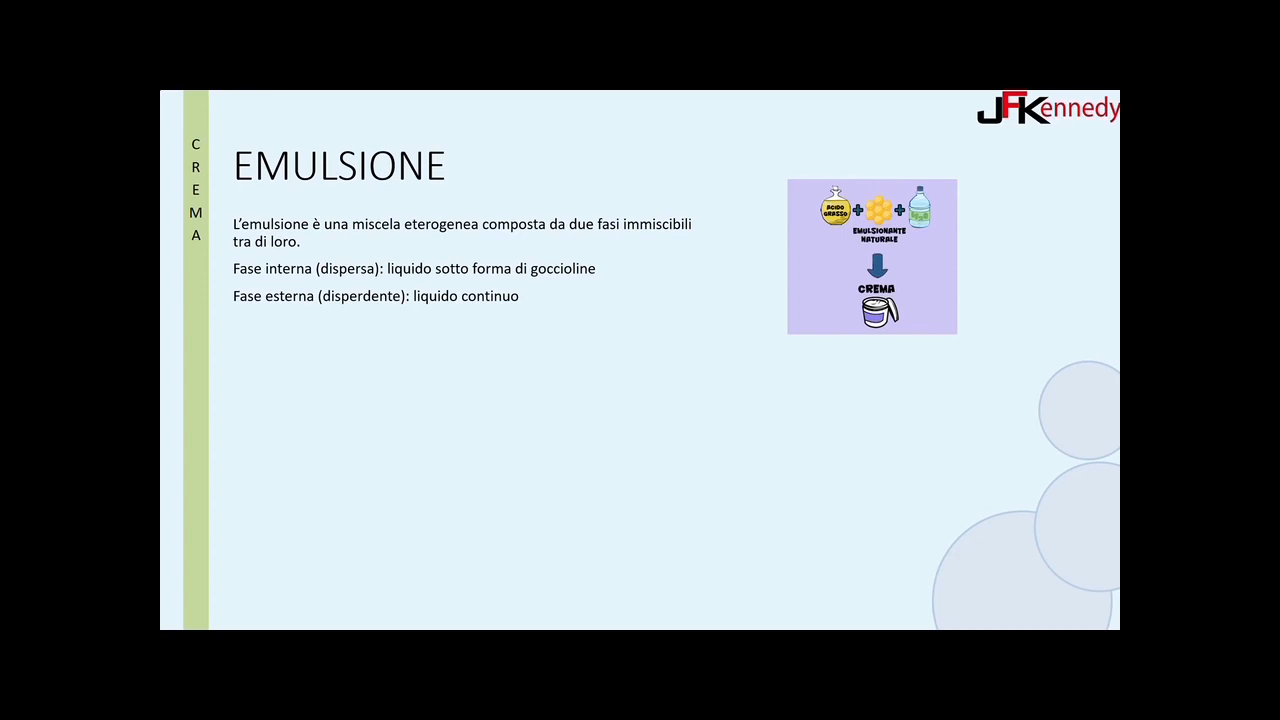 JFKennedy
C
R
E
M
A
EMULSIONE
L'emulsione è una miscela eterogenea composta da due fasi immiscibili
tra di loro.
Fase interna (dispersa): liquido sotto forma di goccioline
Fase esterna (disperdente): liquido continuo
ACIDO
GRASSO
+ +
EMULSIONANTE
NATURALE
CREMA